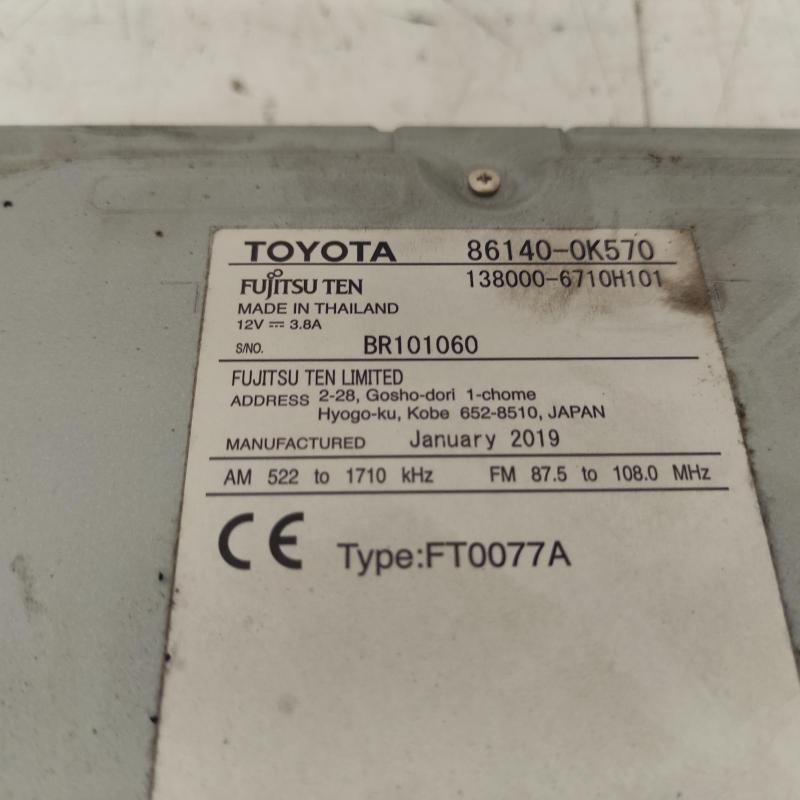 TOYOTA 86140-0K570
FUJITSU TEN 138000-6710H101
MADE IN THAILAND
12V ⎓ 3.8A
S/NO. BR101060
FUJITSU TEN LIMITED
ADDRESS 2-28, Gosho-dori 1-chome
Hyogo-ku, Kobe 652-8510, JAPAN
MANUFACTURED January 2019
AM 522 to 1710 kHz FM 87.5 to 108.0 MHz
CE Type:FT0077A